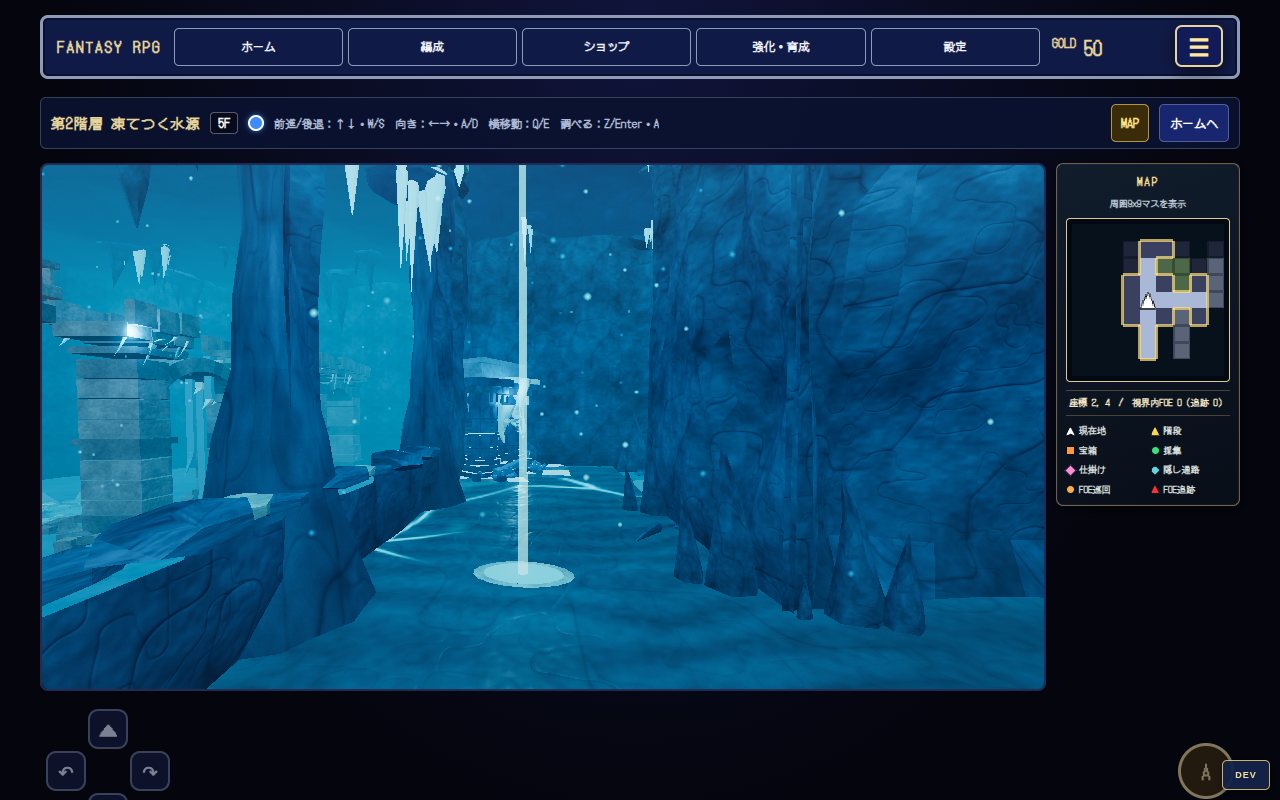 FANTASY RPG
ホーム
編成
ショップ
強化・育成
設定
GOLD 50
第2階層 凍てつく水源
5F
前進/後退：↑↓・W/S 向き：←→・A/D 横移動：Q/E 調べる：Z/Enter・A
MAP
ホームへ
MAP
周囲9x9マスを表示
座標 2, 4 / 視界内FOE 0（追跡 0）
現在地
階段
宝箱
採集
仕掛け
隠し通路
FOE巡回
FOE追跡
A
DEV